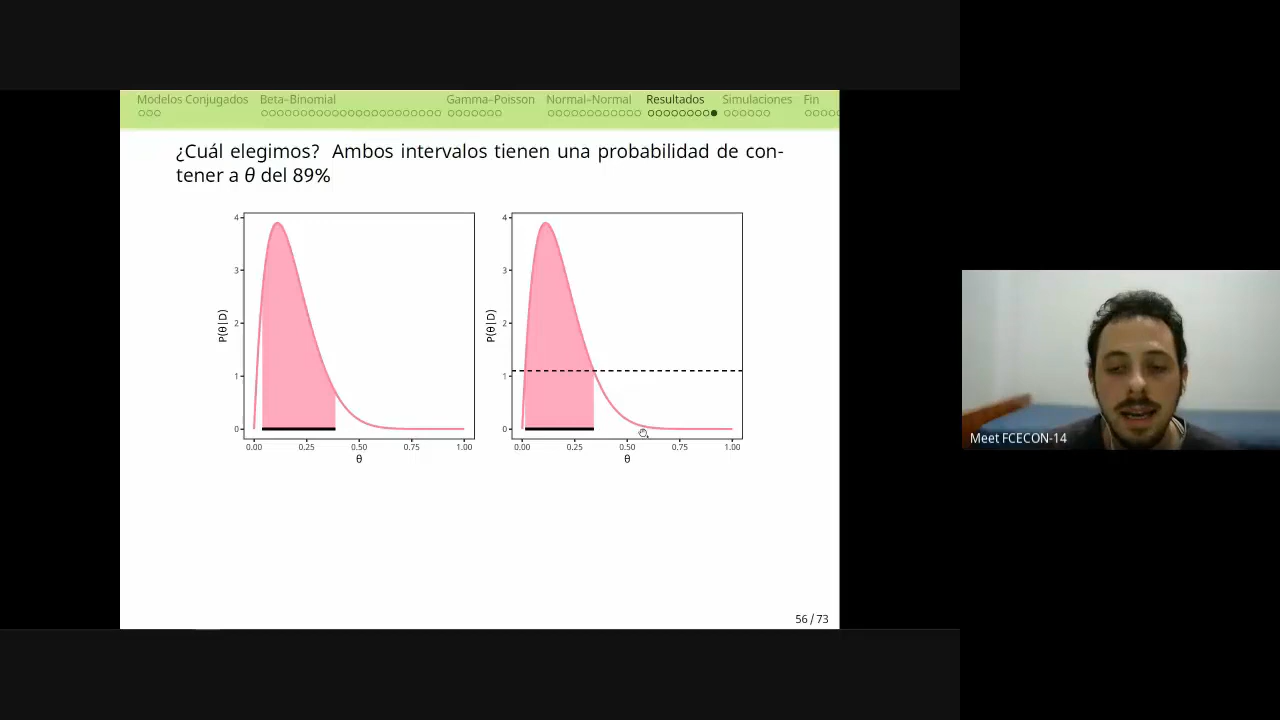 Modelos Conjugados Beta–Binomial Gamma–Poisson Normal–Normal Resultados Simulaciones Fin
¿Cuál elegimos? Ambos intervalos tienen una probabilidad de con-
tener a θ del 89%
4
3
2
1
0
P(θ|D)
0.00 0.25 0.50 0.75 1.00
θ
4
3
2
1
0
P(θ|D)
0.00 0.25 0.50 0.75 1.00
θ
Meet FCECON-14
56 / 73